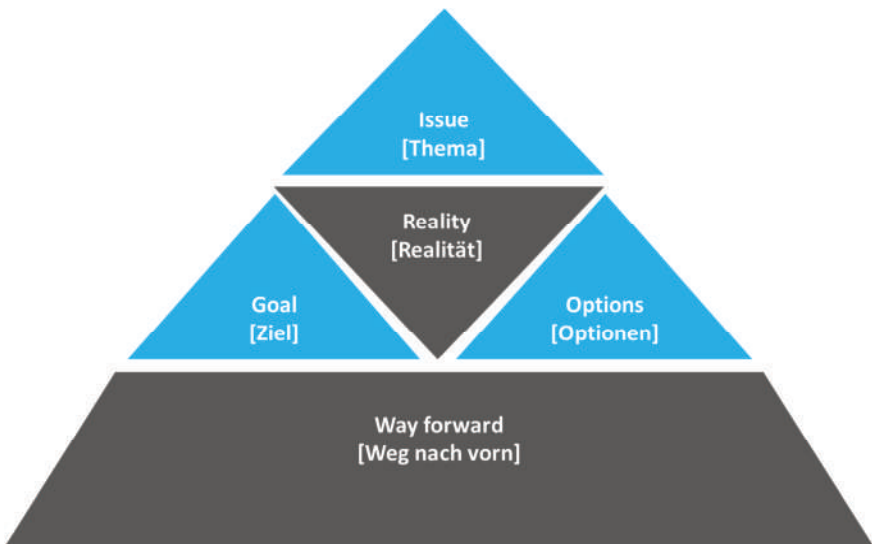 Issue
[Thema]
Reality
[Realität]
Goal
[Ziel]
Options
[Optionen]
Way forward
[Weg nach vorn]